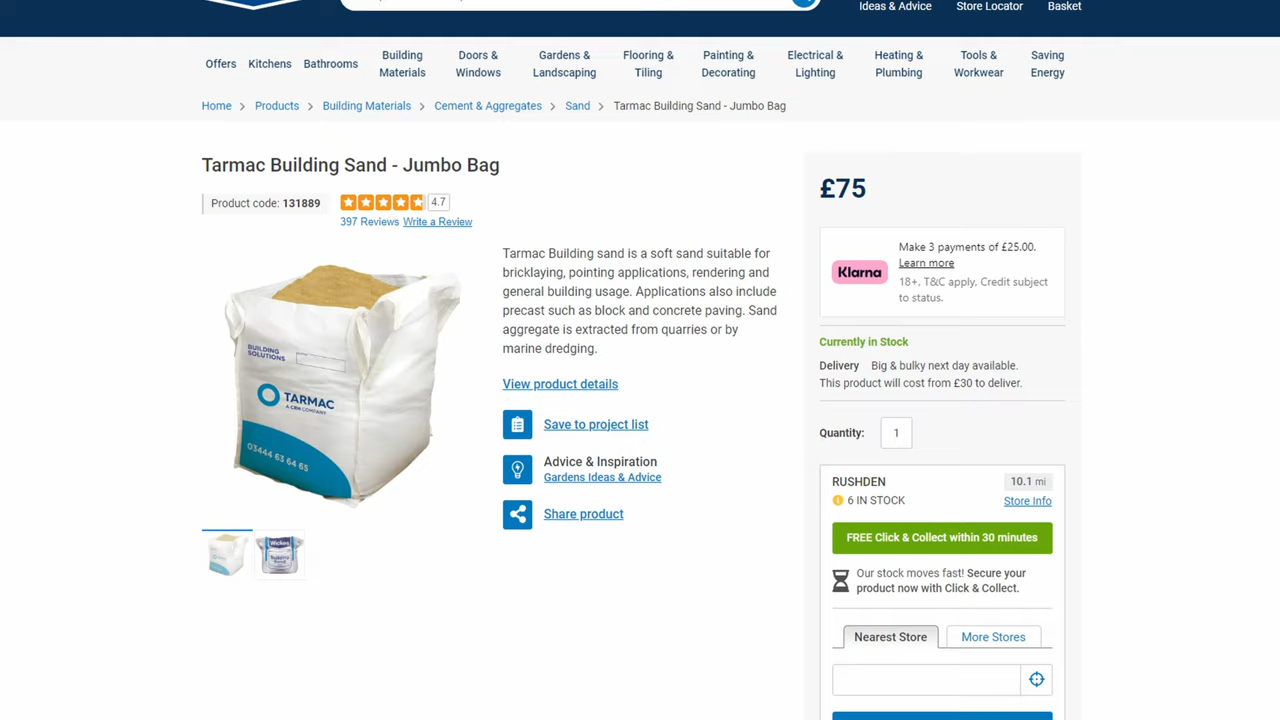 Ideas & Advice
Store Locator
Basket
Offers
Kitchens
Bathrooms
Building
Materials
Doors &
Windows
Gardens &
Landscaping
Flooring &
Tiling
Painting &
Decorating
Electrical &
Lighting
Heating &
Plumbing
Tools &
Workwear
Saving
Energy
Home > Products > Building Materials > Cement & Aggregates > Sand > Tarmac Building Sand - Jumbo Bag
Tarmac Building Sand - Jumbo Bag
Product code: 131889
4.7
397 Reviews Write a Review
BUILDING
SOLUTIONS
TARMAC
A CRH COMPANY
03444 63 64 65
Wickes
Building
Sand
Tarmac Building sand is a soft sand suitable for
bricklaying, pointing applications, rendering and
general building usage. Applications also include
precast such as block and concrete paving. Sand
aggregate is extracted from quarries or by
marine dredging.
View product details
Save to project list
Advice & Inspiration
Gardens Ideas & Advice
Share product
£75
Klarna
Make 3 payments of £25.00.
Learn more
18+, T&C apply. Credit subject
to status.
Currently in Stock
Delivery Big & bulky next day available.
This product will cost from £30 to deliver.
Quantity: 1
RUSHDEN
10.1 mi
6 IN STOCK
Store Info
FREE Click & Collect within 30 minutes
Our stock moves fast! Secure your
product now with Click & Collect.
Nearest Store
More Stores